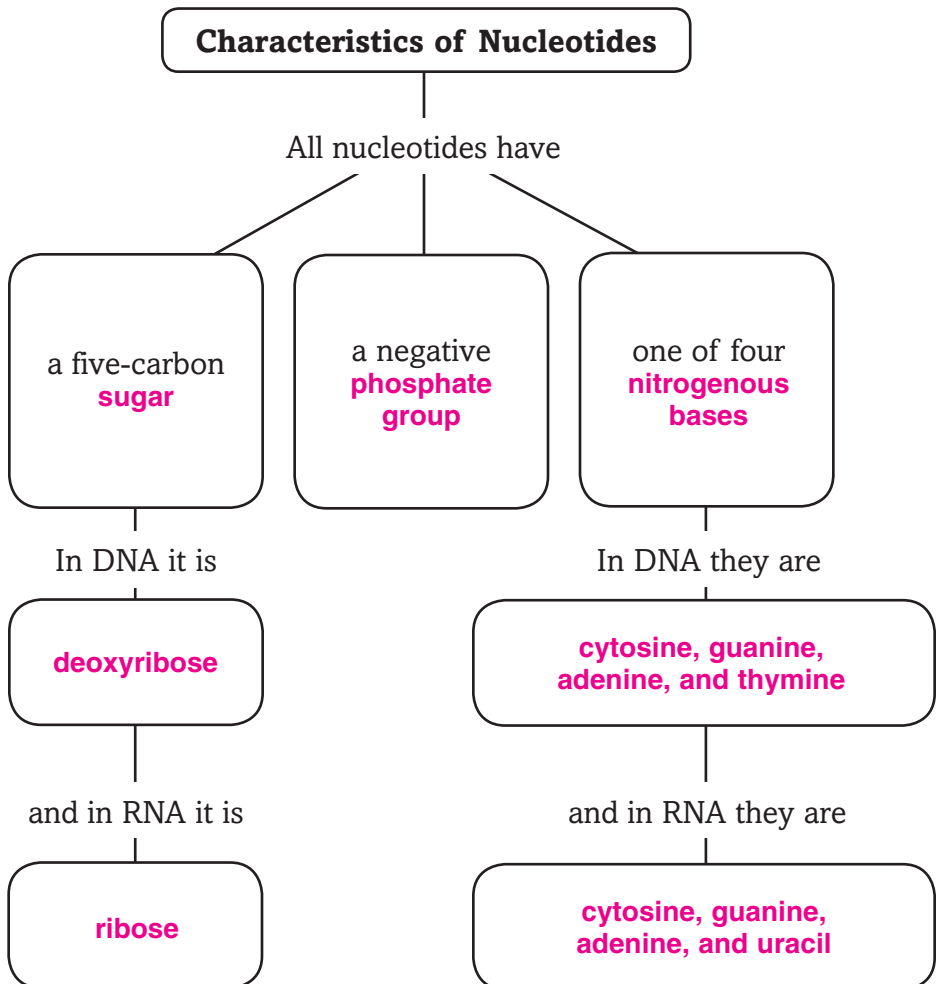 Characteristics of Nucleotides
All nucleotides have
a five-carbon
sugar
a negative
phosphate
group
one of four
nitrogenous
bases
In DNA it is
deoxyribose
and in RNA it is
ribose
In DNA they are
cytosine, guanine,
adenine, and thymine
and in RNA they are
cytosine, guanine,
adenine, and uracil